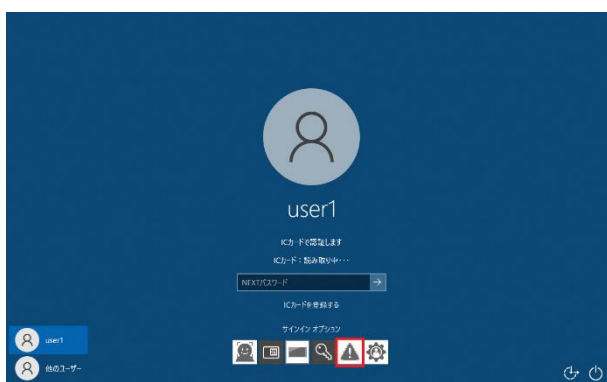 user1
ICカードで認証します
ICカード：読み取り中・・・
NEXTパスワード
ICカードを登録する
サインイン オプション
user1
他のユーザー